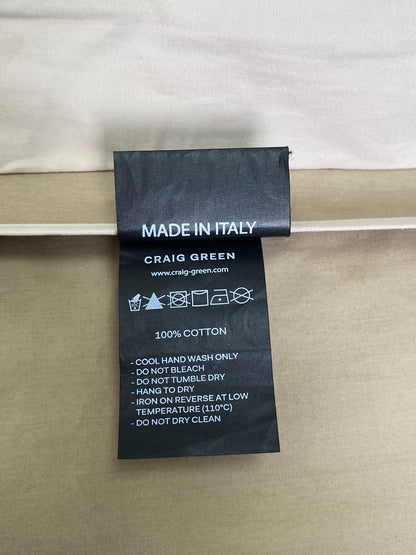 MADE IN ITALY
CRAIG GREEN
www.craig-green.com
100% COTTON
- COOL HAND WASH ONLY
- DO NOT BLEACH
- DO NOT TUMBLE DRY
- HANG TO DRY
- IRON ON REVERSE AT LOW
TEMPERATURE (110°C)
- DO NOT DRY CLEAN